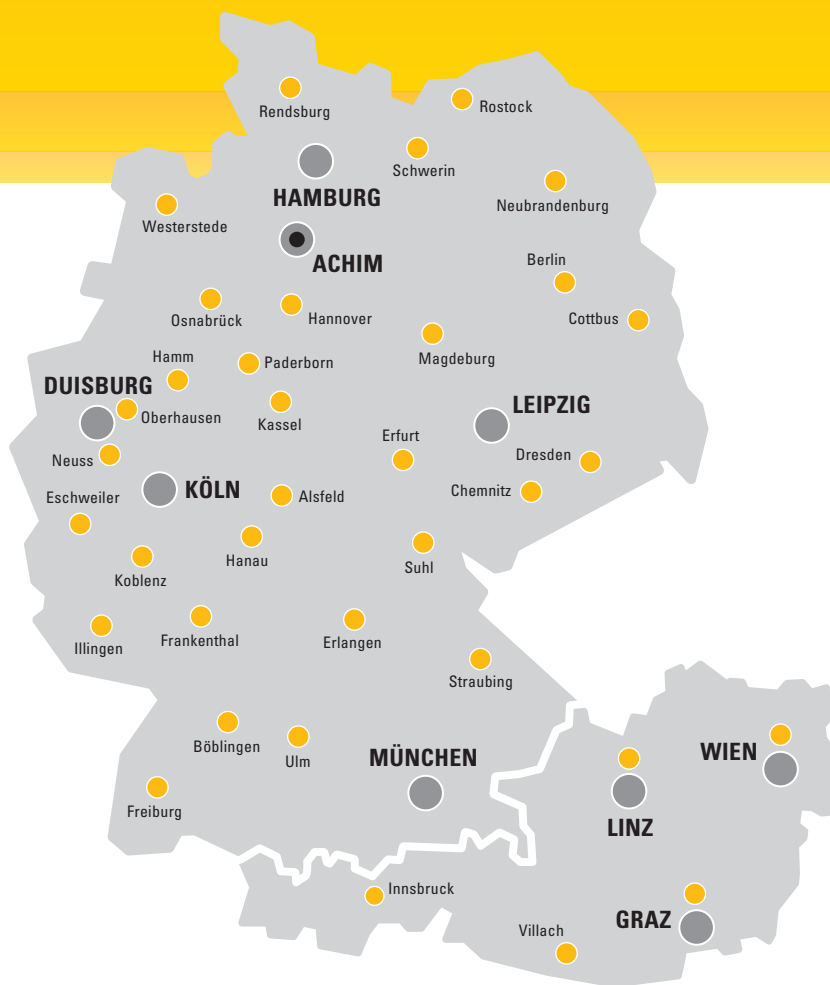 Rendsburg
Rostock
Schwerin
HAMBURG
Neubrandenburg
Westerstede
ACHIM
Berlin
Osnabrück
Hannover
Cottbus
Hamm
Paderborn
Magdeburg
DUISBURG
Oberhausen
Kassel
LEIPZIG
Erfurt
Neuss
Dresden
Eschweiler
KÖLN
Alsfeld
Chemnitz
Hanau
Koblenz
Suhl
Illingen
Frankenthal
Erlangen
Straubing
Böblingen
Ulm
MÜNCHEN
WIEN
Freiburg
LINZ
Innsbruck
GRAZ
Villach